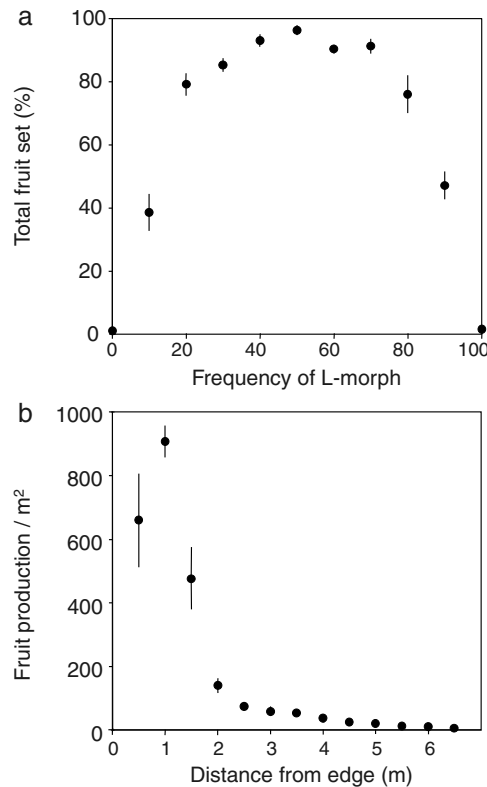 a
100
80
60
40
20
0
Total fruit set (%)
0 20 40 60 80 100
Frequency of L-morph
b
1000
800
600
400
200
0
Fruit production / m²
0 1 2 3 4 5 6
Distance from edge (m)